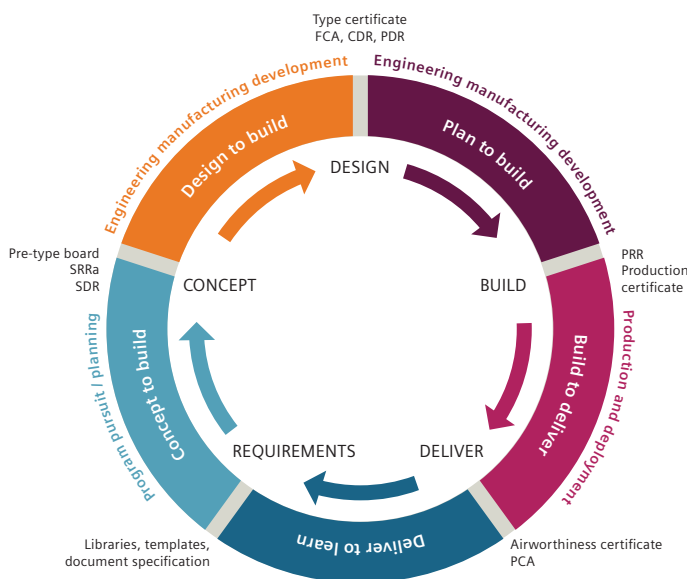 Type certificate
FCA, CDR, PDR
Engineering manufacturing development
Engineering manufacturing development
Design to build
Plan to build
DESIGN
Pre-type board
SRRa
SDR
PRR
Production
certificate
CONCEPT
BUILD
Program pursuit / planning
Concept to build
Build to deliver
Production and deployment
REQUIREMENTS
DELIVER
Deliver to learn
Libraries, templates,
document specification
Airworthiness certificate
PCA